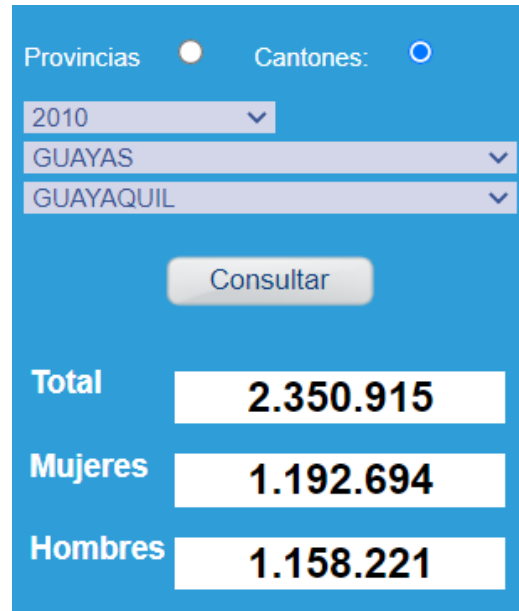 Provincias Cantones:
2010
GUAYAS
GUAYAQUIL
Consultar
Total 2.350.915
Mujeres 1.192.694
Hombres 1.158.221